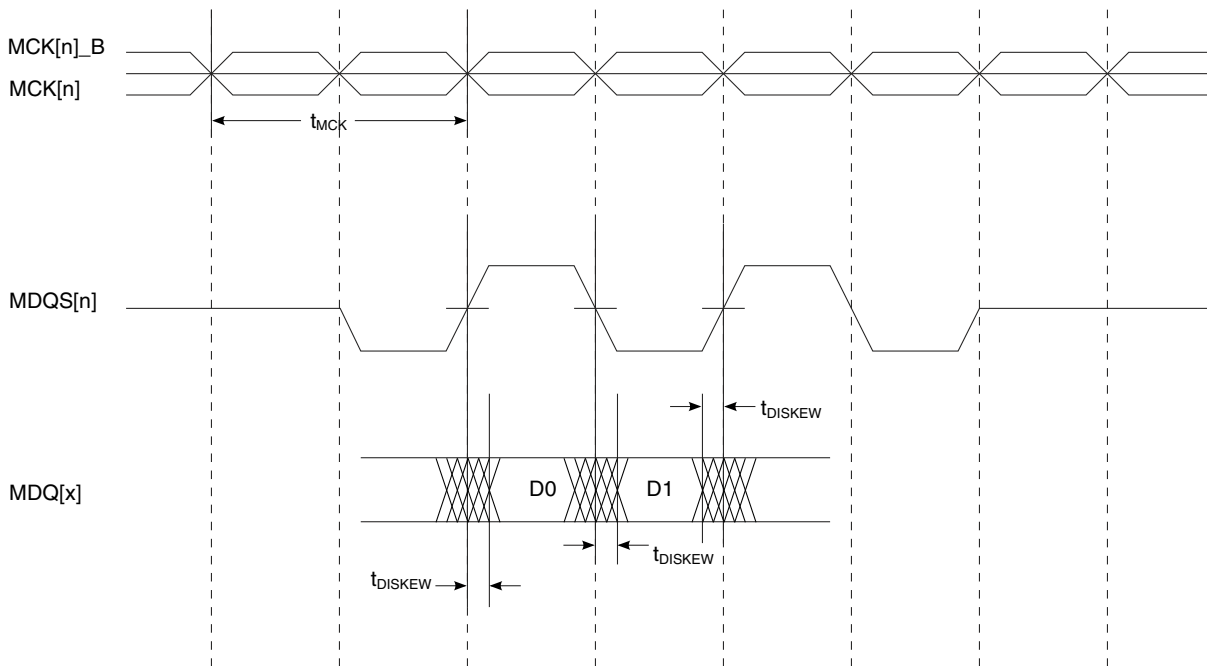 MCK[n]_B
MCK[n]
tMCK
MDQS[n]
tDISKEW
MDQ[x]
D0
D1
tDISKEW
tDISKEW